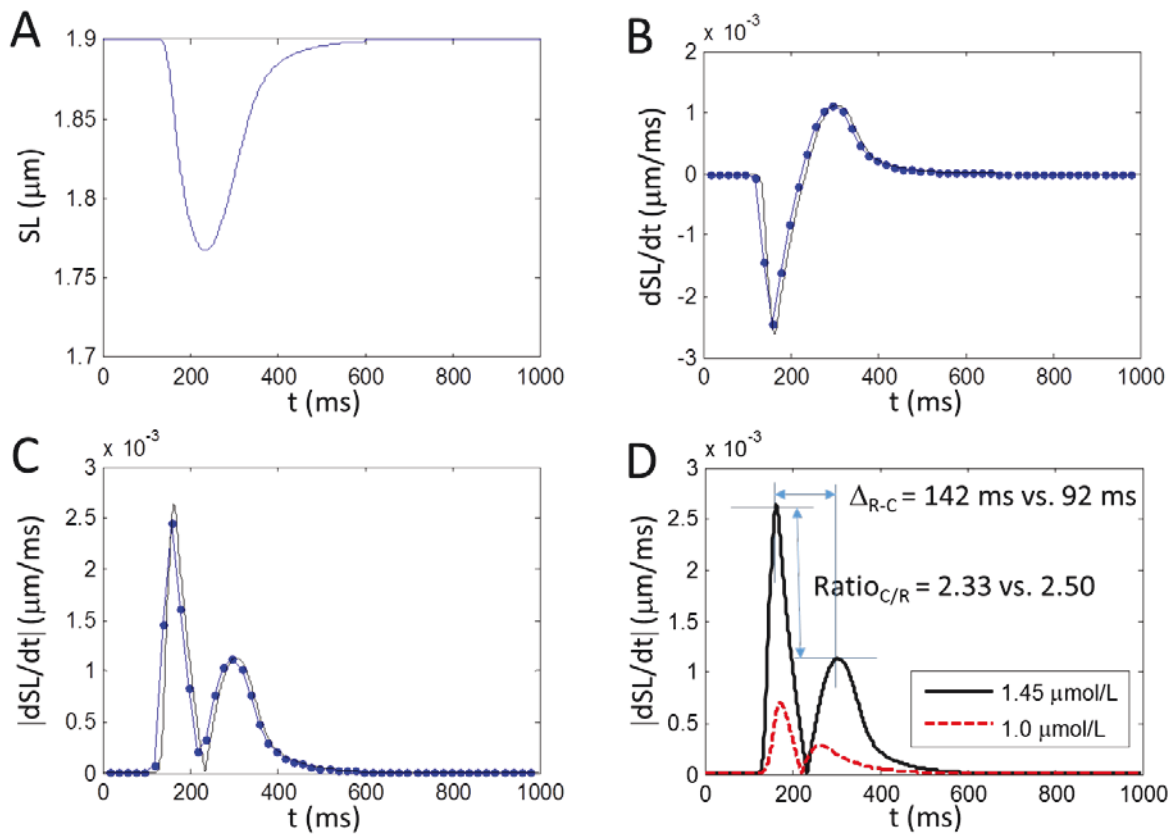 A
1.9
1.85
1.8
1.75
1.7
SL (μm)
0 200 400 600 800 1000
t (ms)
B
x 10⁻³
2
1
0
-1
-2
-3
dSL/dt (μm/ms)
0 200 400 600 800 1000
t (ms)
C
x 10⁻³
3
2.5
2
1.5
1
0.5
0
|dSL/dt| (μm/ms)
0 200 400 600 800 1000
t (ms)
D
x 10⁻³
3
2.5
2
1.5
1
0.5
0
|dSL/dt| (μm/ms)
Δ_R-C = 142 ms vs. 92 ms
Ratio_C/R = 2.33 vs. 2.50
1.45 μmol/L
1.0 μmol/L
0 200 400 600 800 1000
t (ms)